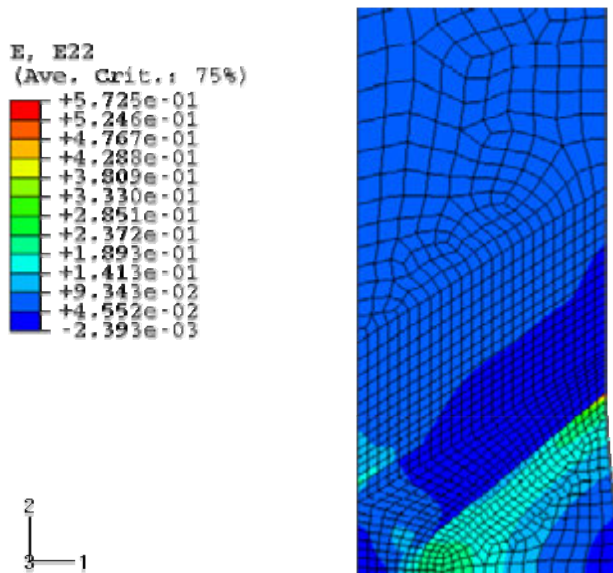 E, E22
(Ave. Crit.: 75%)
+5.725e-01
+5.246e-01
+4.767e-01
+4.288e-01
+3.809e-01
+3.330e-01
+2.851e-01
+2.372e-01
+1.893e-01
+1.413e-01
+9.343e-02
+4.552e-02
-2.393e-03
2
3 1